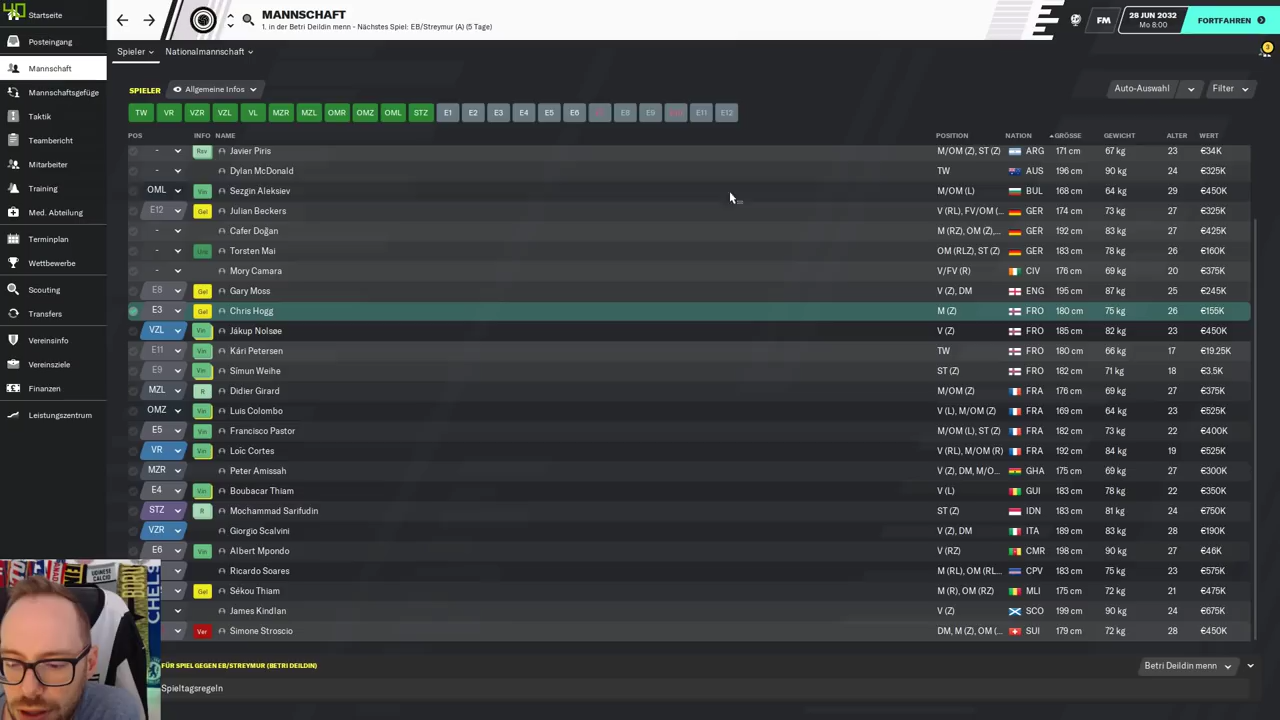 40
Startseite
Posteingang
Mannschaft
Mannschaftsgefüge
Taktik
Teambericht
Mitarbeiter
Training
Med. Abteilung
Terminplan
Wettbewerbe
Scouting
Transfers
Vereinsinfo
Vereinsziele
Finanzen
Leistungszentrum
MANNSCHAFT
1. in der Betri Deildin menn - Nächstes Spiel: EB/Streymur (A) (5 Tage)
FM
28 JUN 2032
Mo 8:00
FORTFAHREN
3
Spieler
Nationalmannschaft
SPIELER
Allgemeine Infos
Auto-Auswahl
Filter
TW VR VZR VZL VL MZR MZL OMR OMZ OML STZ E1 E2 E3 E4 E5 E6 E8 E9 E11 E12
POS INFO NAME POSITION NATION GRÖSSE GEWICHT ALTER WERT
- Rsv Javier Piris M/OM (Z), ST (Z) ARG 171 cm 67 kg 23 €34K
- Dylan McDonald TW AUS 196 cm 90 kg 24 €325K
OML Vin Sezgin Aleksiev M/OM (L) BUL 168 cm 64 kg 29 €450K
E12 Gel Julian Beckers V (RL), FV/OM (... GER 174 cm 73 kg 27 €325K
- Cafer Doğan M (RZ), OM (Z),... GER 192 cm 83 kg 27 €425K
- Torsten Mai OM (RLZ), ST (Z) GER 183 cm 78 kg 26 €160K
- Mory Camara V/FV (R) CIV 176 cm 69 kg 20 €375K
E8 Gel Gary Moss V (Z), DM ENG 195 cm 87 kg 25 €245K
E3 Gel Chris Hogg M (Z) FRO 180 cm 75 kg 26 €155K
VZL Vin Jákup Nolsøe V (Z) FRO 185 cm 82 kg 23 €450K
E11 Vin Kári Petersen TW FRO 180 cm 66 kg 17 €19.25K
E9 Vin Símun Weihe ST (Z) FRO 182 cm 71 kg 18 €3.5K
MZL R Didier Girard M/OM (Z) FRA 176 cm 76 kg 27 €375K
OMZ Vin Luis Colombo V (L), M/OM (Z) FRA 169 cm 64 kg 23 €525K
E5 Vin Francisco Pastor M/OM (L), ST (Z) FRA 182 cm 73 kg 22 €400K
VR Vin Loïc Cortes V (RL), M/OM (R) FRA 192 cm 84 kg 19 €525K
MZR Peter Amissah V (Z), DM, M/O... GHA 175 cm 69 kg 27 €300K
E4 Vin Boubacar Thiam V (L) GUI 182 cm 78 kg 22 €350K
STZ R Mochammad Sarifudin ST (Z) IDN 183 cm 81 kg 24 €750K
VZR Giorgio Scalvini V (Z), DM ITA 189 cm 83 kg 28 €190K
E6 Vin Albert Mpondo V (RZ) CMR 198 cm 90 kg 27 €46K
Ricardo Soares M (RL), OM (RL... CPV 183 cm 75 kg 23 €575K
Gel Sékou Thiam M (R), OM (RZ) MLI 175 cm 72 kg 21 €475K
James Kindlan V (Z) SCO 199 cm 90 kg 24 €675K
Ver Simone Stroscio DM, M (Z), OM (... SUI 179 cm 72 kg 28 €450K
FÜR SPIEL GEGEN EB/STREYMUR (BETRI DEILDIN)
Betri Deildin menn
Spieltagsregeln